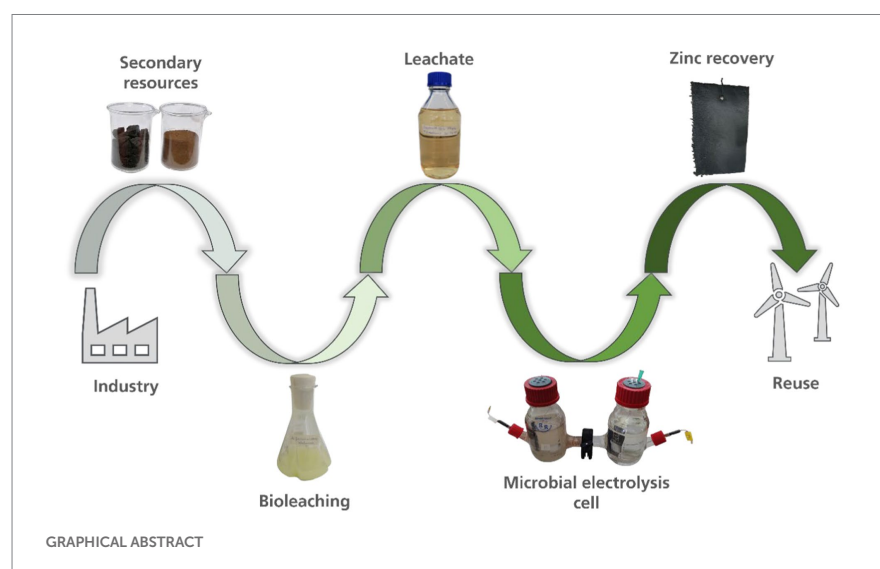 Secondary
resources
Leachate
Zinc recovery
Industry
Bioleaching
Microbial electrolysis
cell
Reuse
GRAPHICAL ABSTRACT